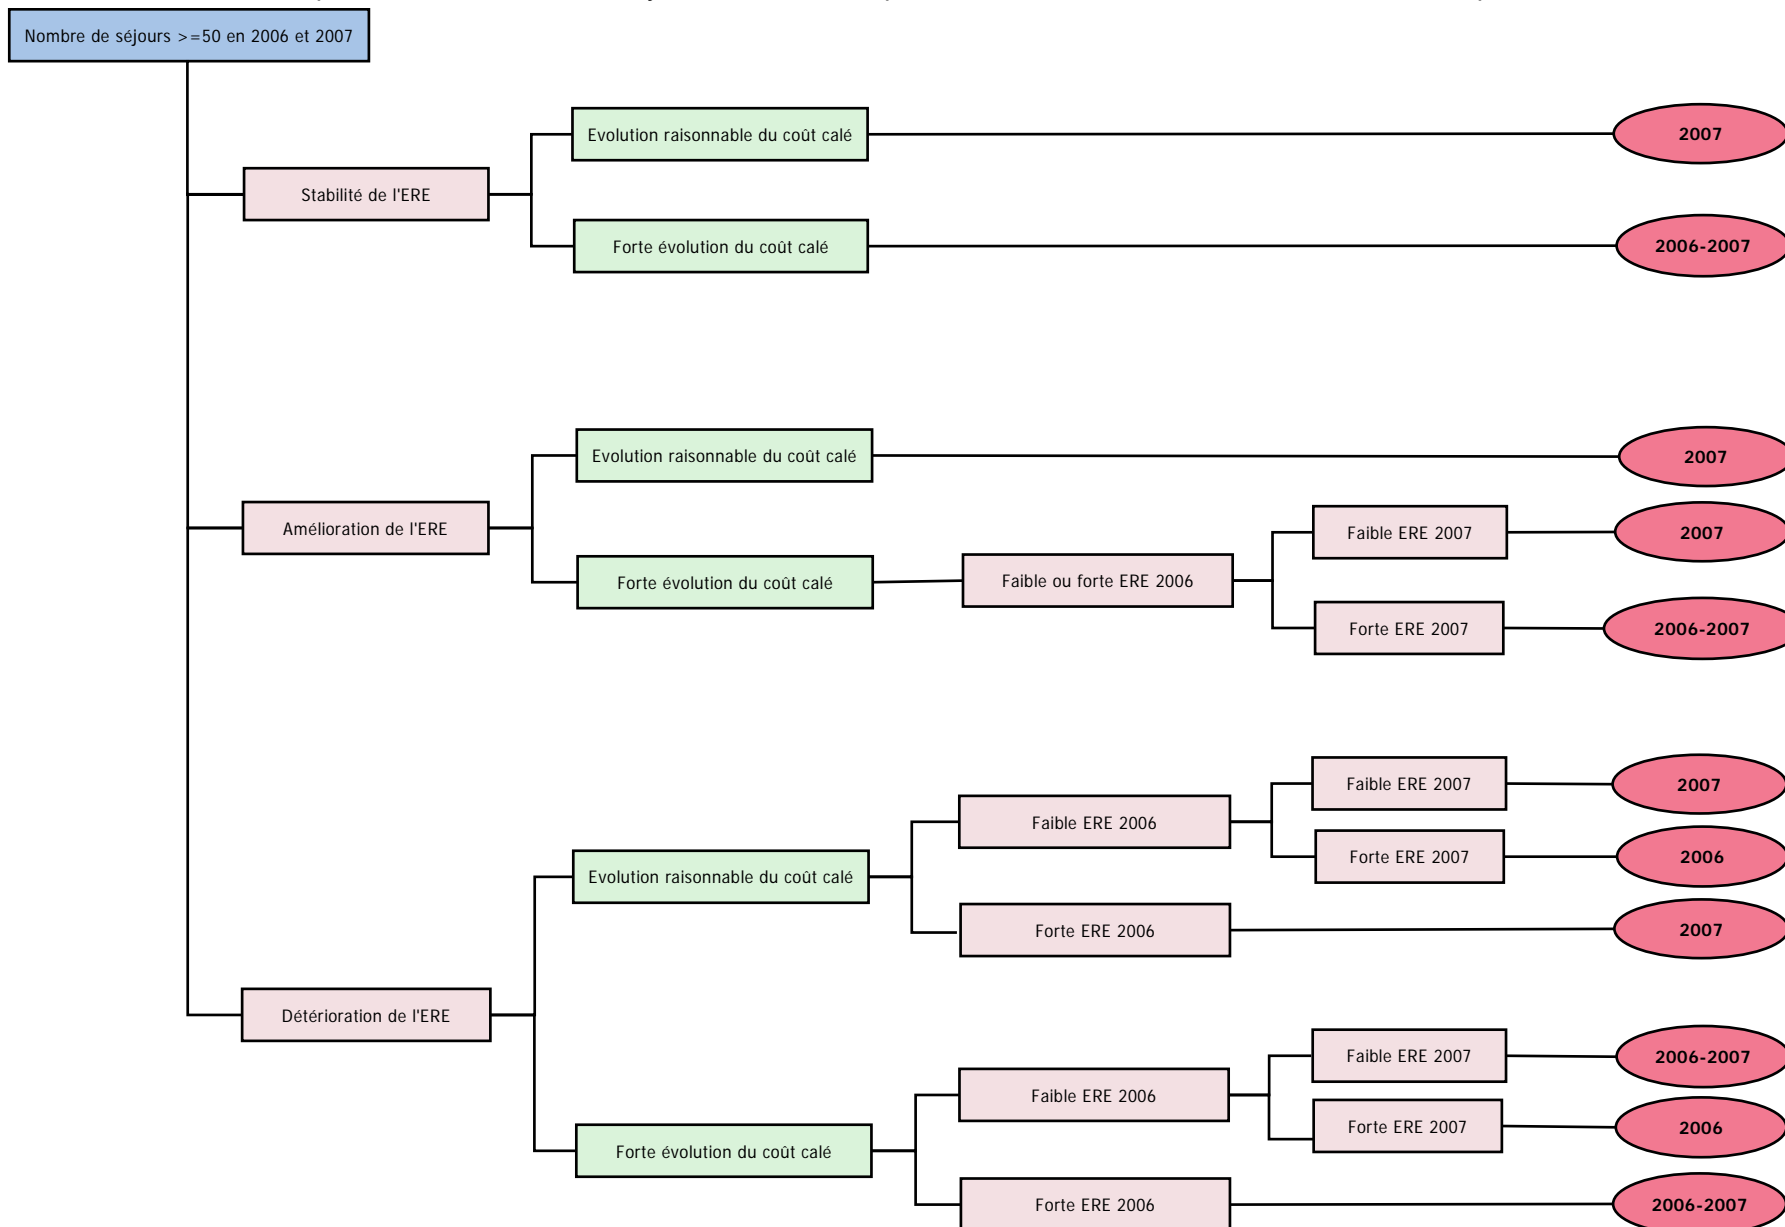 Nombre de séjours >=50 en 2006 et 2007
Evolution raisonnable du coût calé
2007
Stabilité de l'ERE
Forte évolution du coût calé
2006-2007
Evolution raisonnable du coût calé
2007
Amélioration de l'ERE
Faible ERE 2007
2007
Forte évolution du coût calé
Faible ou forte ERE 2006
Forte ERE 2007
2006-2007
Faible ERE 2007
2007
Faible ERE 2006
Forte ERE 2007
2006
Evolution raisonnable du coût calé
Forte ERE 2006
2007
Détérioration de l'ERE
Faible ERE 2007
2006-2007
Faible ERE 2006
Forte ERE 2007
2006
Forte évolution du coût calé
Forte ERE 2006
2006-2007